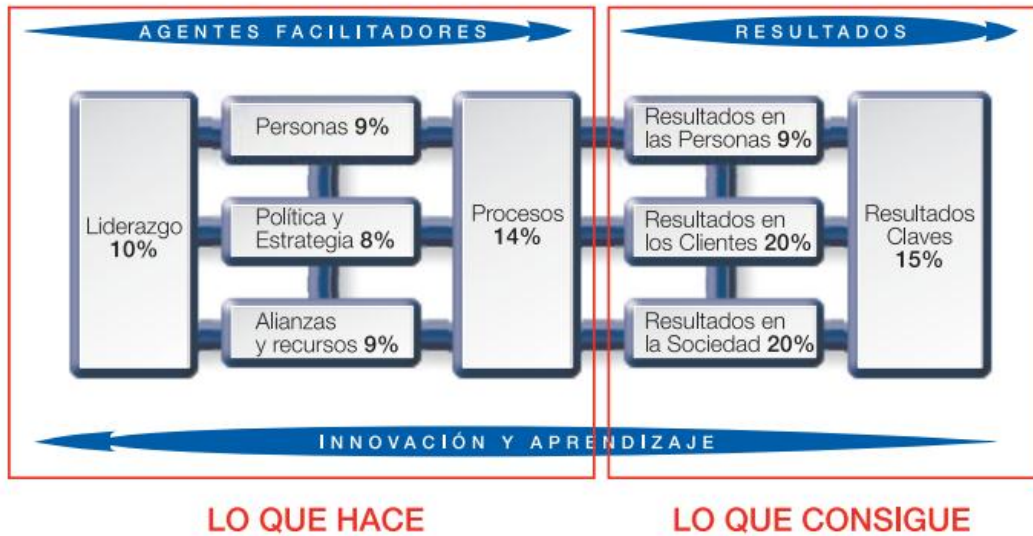 AGENTES FACILITADORES
RESULTADOS
Liderazgo
10%
Personas 9%
Política y
Estrategia 8%
Alianzas
y recursos 9%
Procesos
14%
Resultados en
las Personas 9%
Resultados en
los Clientes 20%
Resultados en
la Sociedad 20%
Resultados
Claves
15%
INNOVACIÓN Y APRENDIZAJE
LO QUE HACE
LO QUE CONSIGUE